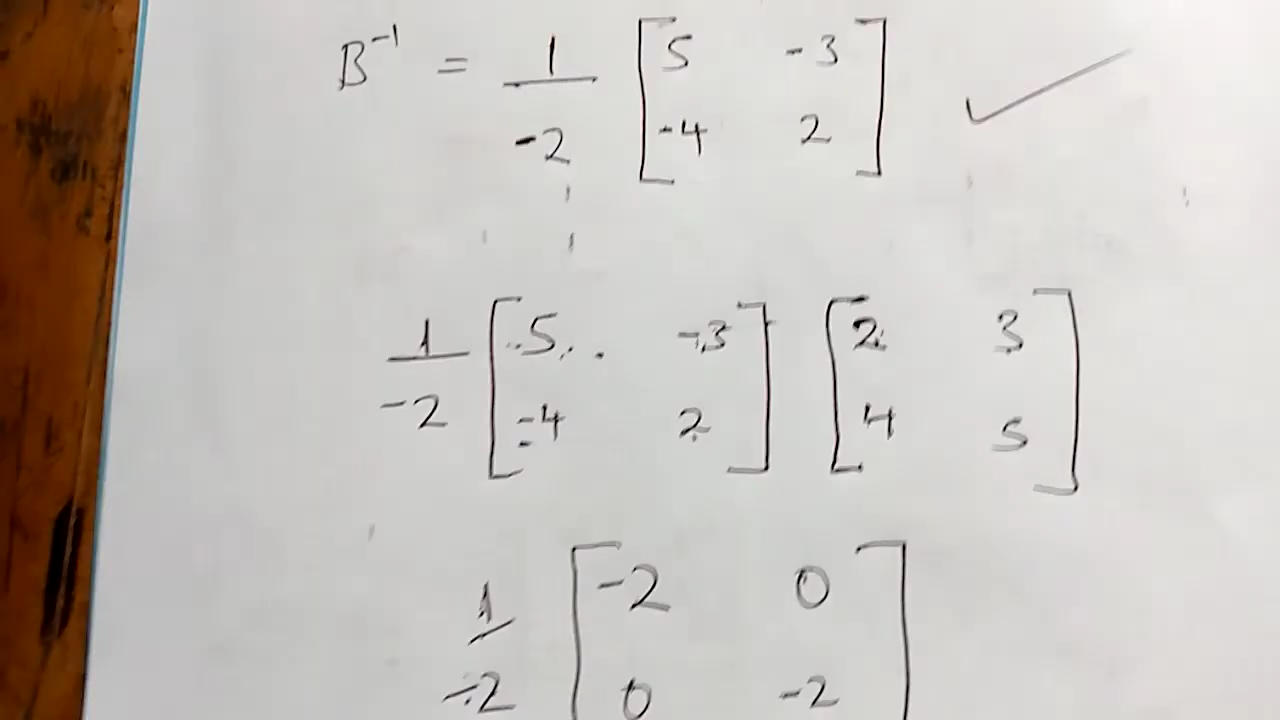 B⁻¹ = 1/-2 [5 -3
-4 2] ✓
1/-2 [5 -3 [2 3
-4 2] 4 5]
1/-2 [-2 0
0 -2